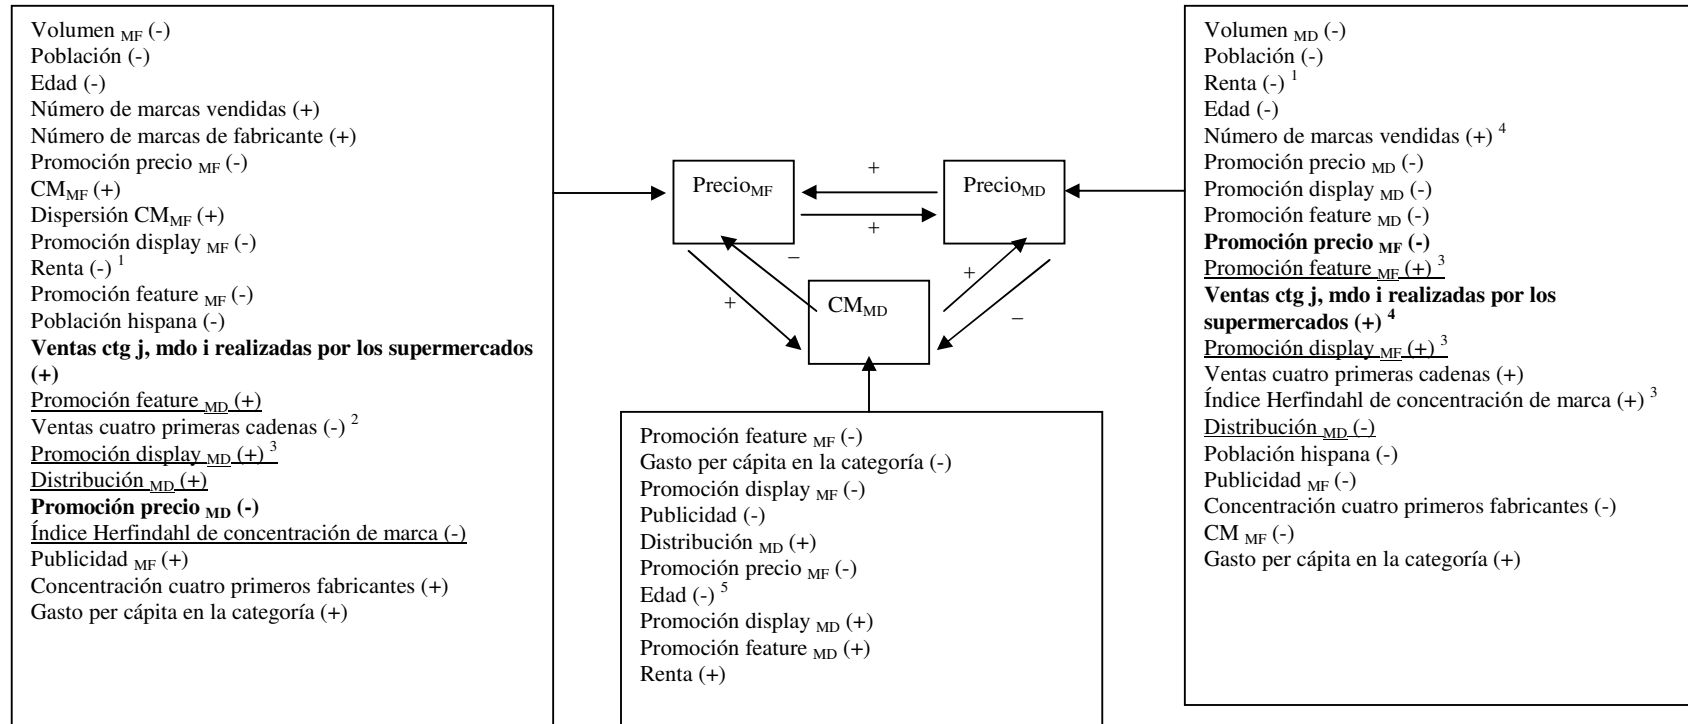 Volumen MF (-)
Población (-)
Edad (-)
Número de marcas vendidas (+)
Número de marcas de fabricante (+)
Promoción precio MF (-)
CMMF (+)
Dispersión CMMF (+)
Promoción display MF (-)
Renta (-) 1
Promoción feature MF (-)
Población hispana (-)
Ventas ctg j, mdo i realizadas por los supermercados
(+)
Promoción feature MD (+)
Ventas cuatro primeras cadenas (-) 2
Promoción display MD (+) 3
Distribución MD (+)
Promoción precio MD (-)
Índice Herfindahl de concentración de marca (-)
Publicidad MF (+)
Concentración cuatro primeros fabricantes (+)
Gasto per cápita en la categoría (+)
PrecioMF
+
+
PrecioMD
–
+
+
–
CMMD
Promoción feature MF (-)
Gasto per cápita en la categoría (-)
Promoción display MF (-)
Publicidad (-)
Distribución MD (+)
Promoción precio MF (-)
Edad (-) 5
Promoción display MD (+)
Promoción feature MD (+)
Renta (+)
Volumen MD (-)
Población (-)
Renta (-) 1
Edad (-)
Número de marcas vendidas (+) 4
Promoción precio MD (-)
Promoción display MD (-)
Promoción feature MD (-)
Promoción precio MF (-)
Promoción feature MF (+) 3
Ventas ctg j, mdo i realizadas por los
supermercados (+) 4
Promoción display MF (+) 3
Ventas cuatro primeras cadenas (+)
Índice Herfindahl de concentración de marca (+) 3
Distribución MD (-)
Población hispana (-)
Publicidad MF (-)
Concentración cuatro primeros fabricantes (-)
CM MF (-)
Gasto per cápita en la categoría (+)